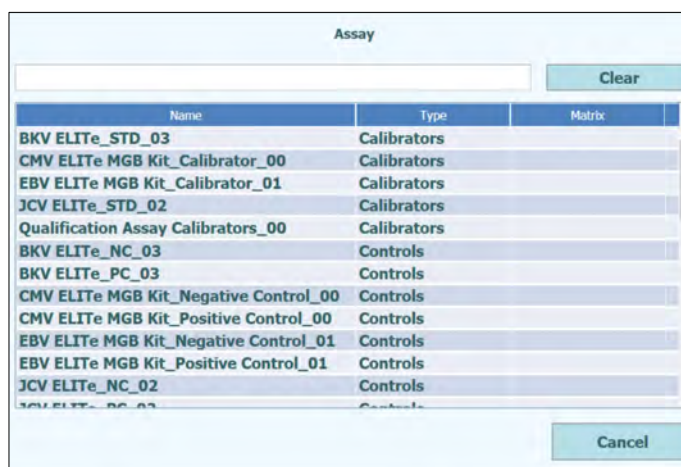 Assay
Clear
Name Type Matrix
BKV ELITe_STD_03 Calibrators
CMV ELITe MGB Kit_Calibrator_00 Calibrators
EBV ELITe MGB Kit_Calibrator_01 Calibrators
JCV ELITe_STD_02 Calibrators
Qualification Assay Calibrators_00 Calibrators
BKV ELITe_NC_03 Controls
BKV ELITe_PC_03 Controls
CMV ELITe MGB Kit_Negative Control_00 Controls
CMV ELITe MGB Kit_Positive Control_00 Controls
EBV ELITe MGB Kit_Negative Control_01 Controls
EBV ELITe MGB Kit_Positive Control_01 Controls
JCV ELITe_NC_02 Controls
Cancel